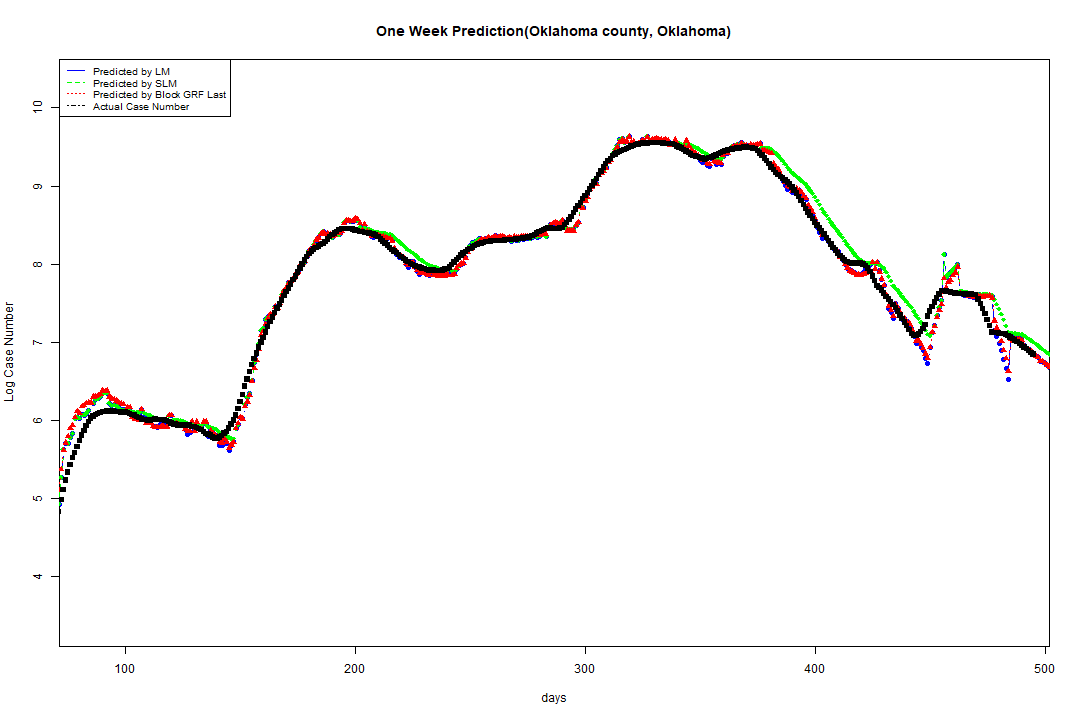 One Week Prediction(Oklahoma county, Oklahoma)
Predicted by LM
Predicted by SLM
Predicted by Block GRF Last
Actual Case Number
Log Case Number
10
9
8
7
6
5
4
100 200 300 400 500
days